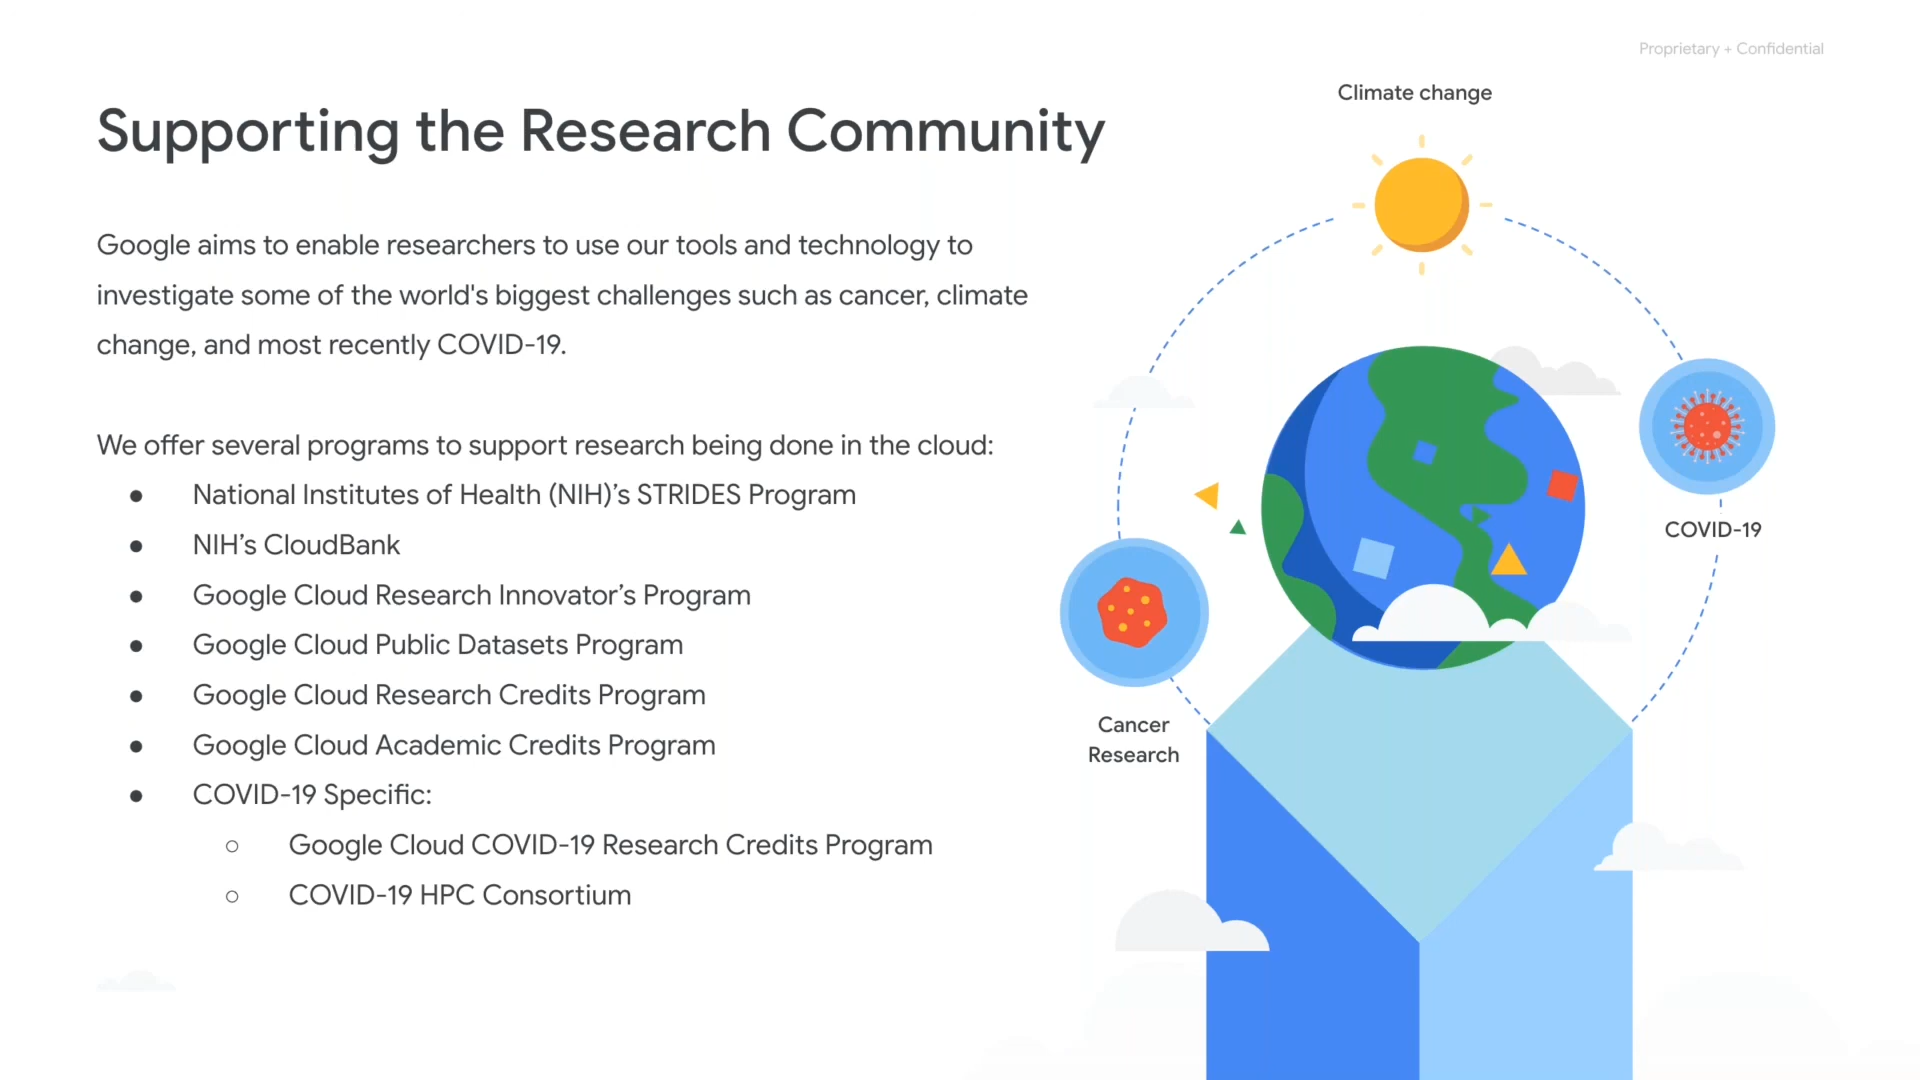 Proprietary + Confidential
Supporting the Research Community
Google aims to enable researchers to use our tools and technology to
investigate some of the world's biggest challenges such as cancer, climate
change, and most recently COVID-19.
We offer several programs to support research being done in the cloud:
● National Institutes of Health (NIH)’s STRIDES Program
● NIH’s CloudBank
● Google Cloud Research Innovator’s Program
● Google Cloud Public Datasets Program
● Google Cloud Research Credits Program
● Google Cloud Academic Credits Program
● COVID-19 Specific:
○ Google Cloud COVID-19 Research Credits Program
○ COVID-19 HPC Consortium
Climate change
COVID-19
Cancer
Research